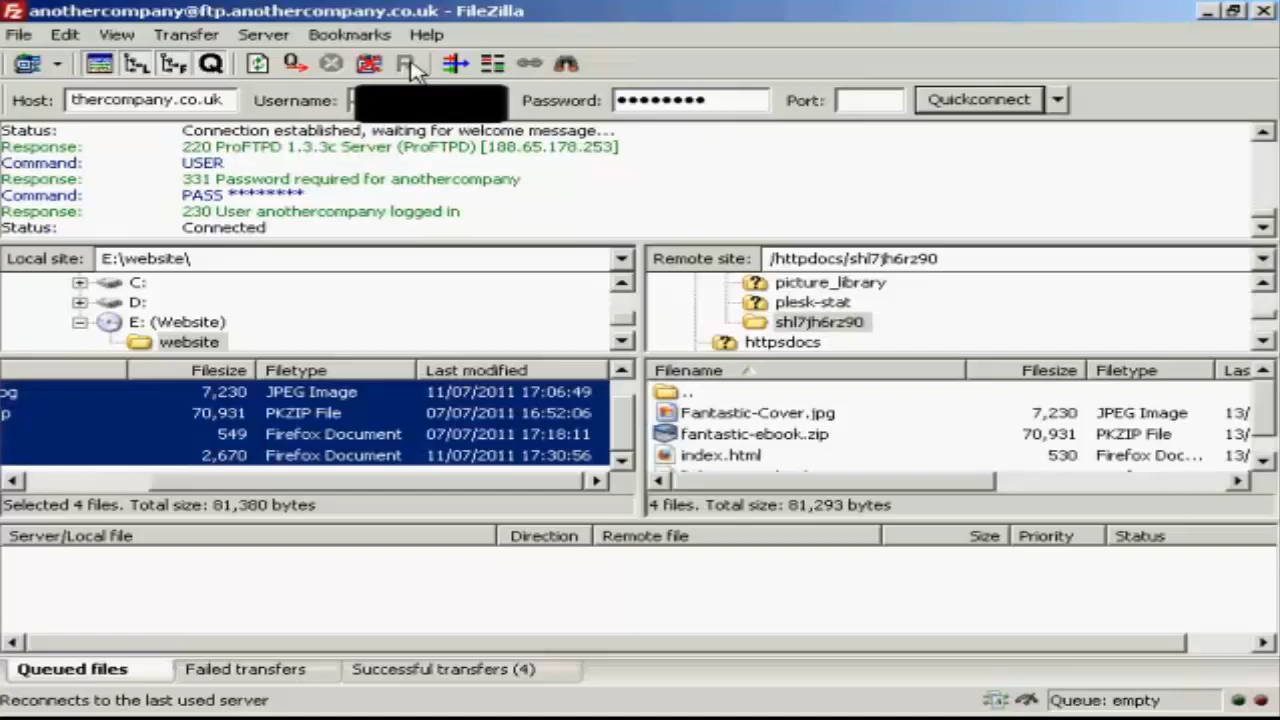 anothercompany@ftp.anothercompany.co.uk - FileZilla
File Edit View Transfer Server Bookmarks Help
Host: thercompany.co.uk Username: Password: ●●●●●●●● Port: Quickconnect
Status: Connection established, waiting for welcome message...
Response: 220 ProFTPD 1.3.3c Server (ProFTPD) [188.65.178.253]
Command: USER
Response: 331 Password required for anothercompany
Command: PASS ********
Response: 230 User anothercompany logged in
Status: Connected
Local site: E:\website\
Remote site: /httpdocs/shl7jh6rz90
C:
D:
E: (Website)
website
picture_library
plesk-stat
shl7jh6rz90
httpsdocs
Filesize Filetype Last modified
7,230 JPEG Image 11/07/2011 17:06:49
p 70,931 PKZIP File 07/07/2011 16:52:06
549 Firefox Document 07/07/2011 17:18:11
2,670 Firefox Document 11/07/2011 17:30:56
Selected 4 files. Total size: 81,380 bytes
Filename Filesize Filetype Las
..
Fantastic-Cover.jpg 7,230 JPEG Image 13/
fantastic-ebook.zip 70,931 PKZIP File 13/
index.html 530 Firefox Doc... 13/
4 files. Total size: 81,293 bytes
Server/Local file Direction Remote file Size Priority Status
Queued files Failed transfers Successful transfers (4)
Reconnects to the last used server
Queue: empty